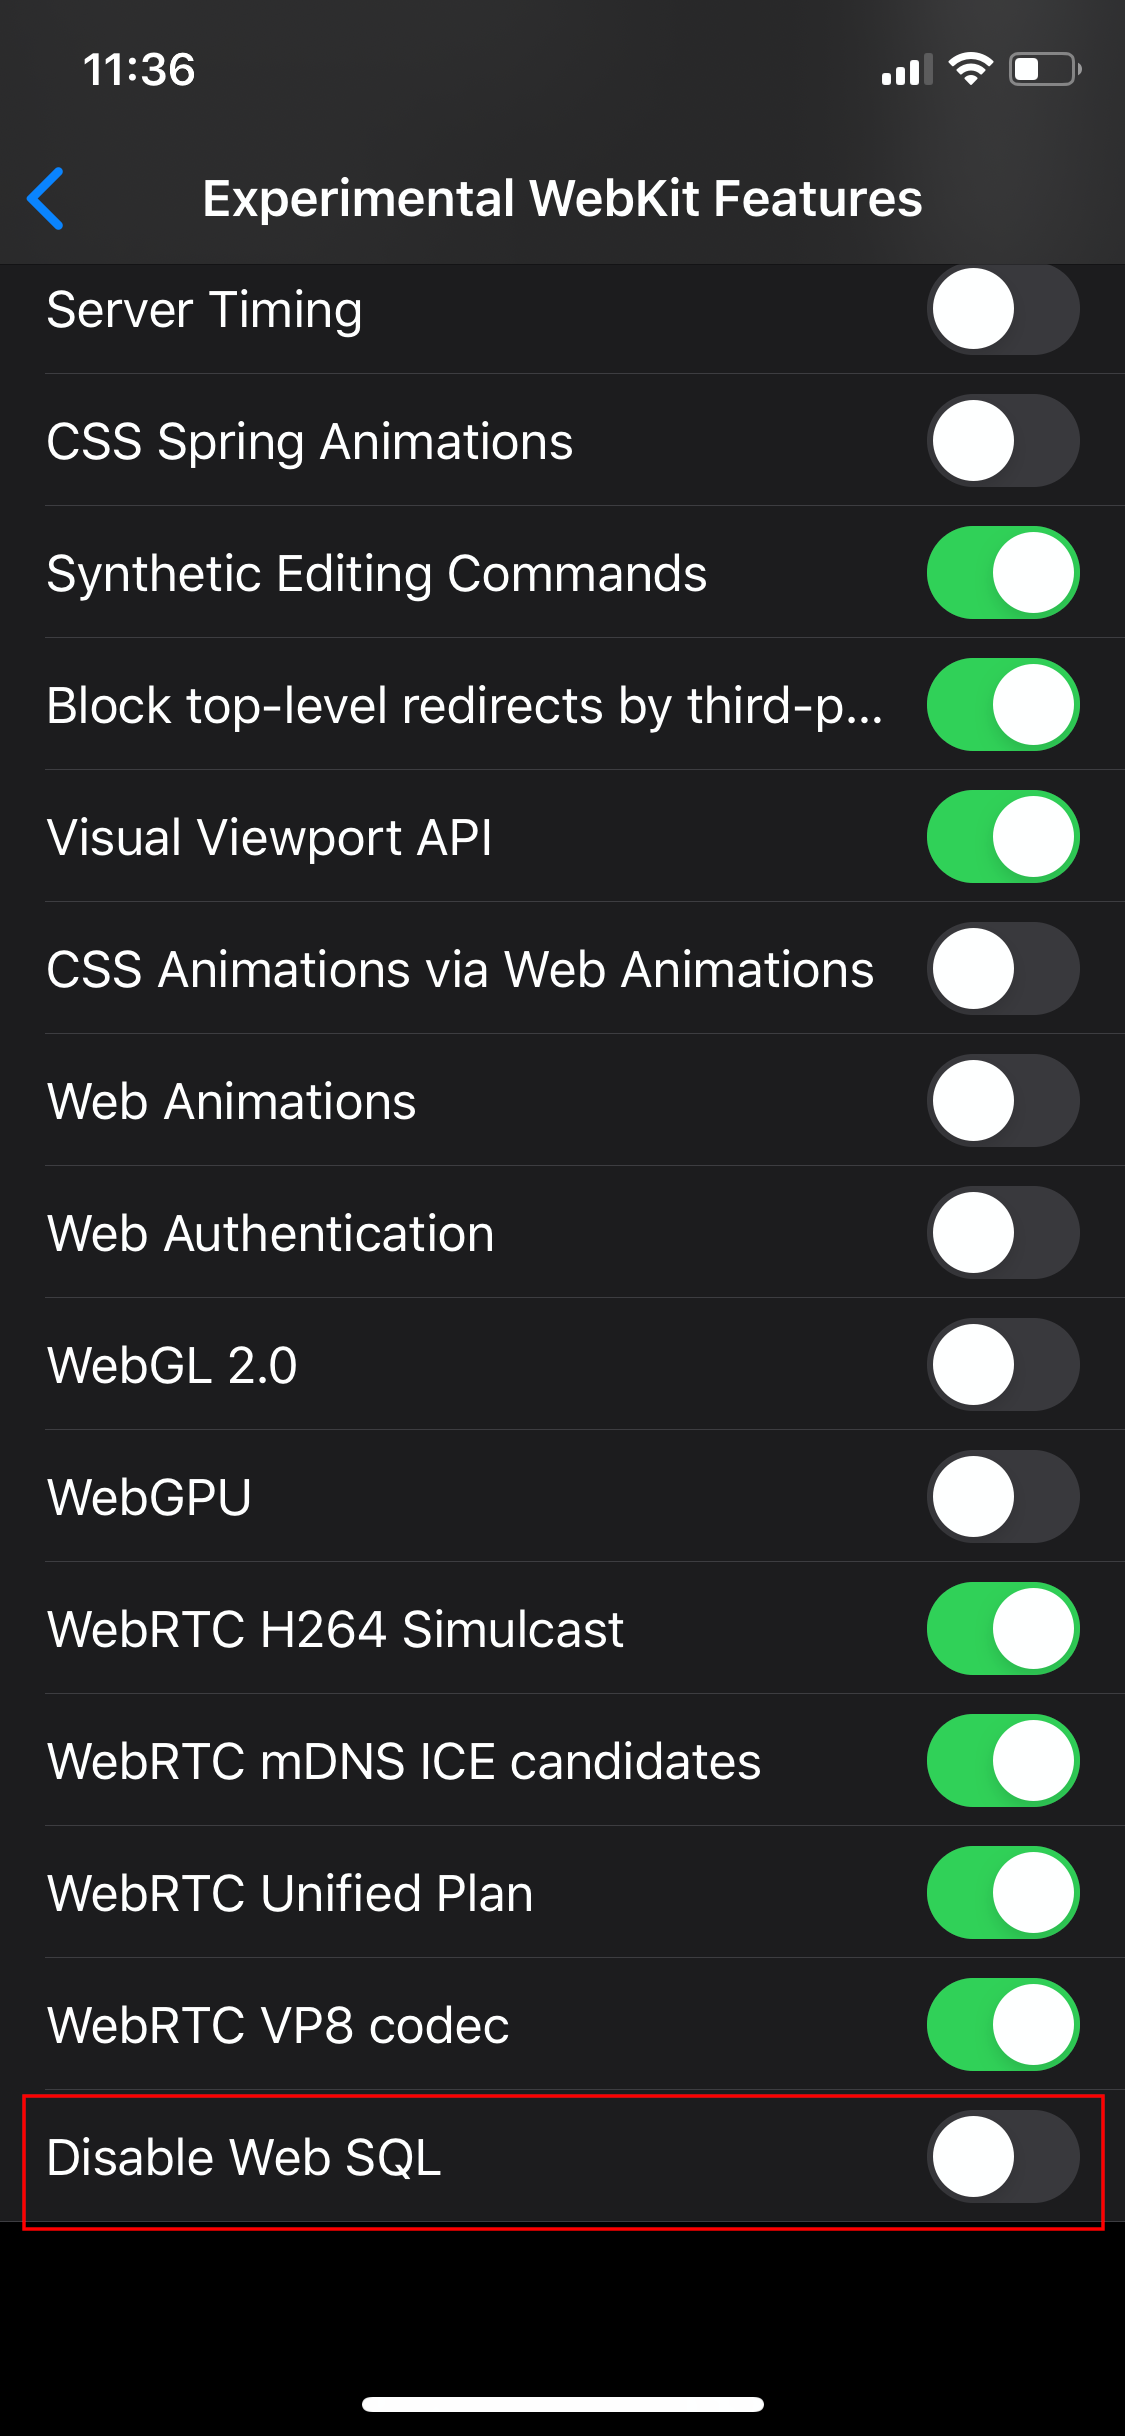 11:36
Experimental WebKit Features
Server Timing
CSS Spring Animations
Synthetic Editing Commands
Block top-level redirects by third-p...
Visual Viewport API
CSS Animations via Web Animations
Web Animations
Web Authentication
WebGL 2.0
WebGPU
WebRTC H264 Simulcast
WebRTC mDNS ICE candidates
WebRTC Unified Plan
WebRTC VP8 codec
Disable Web SQL